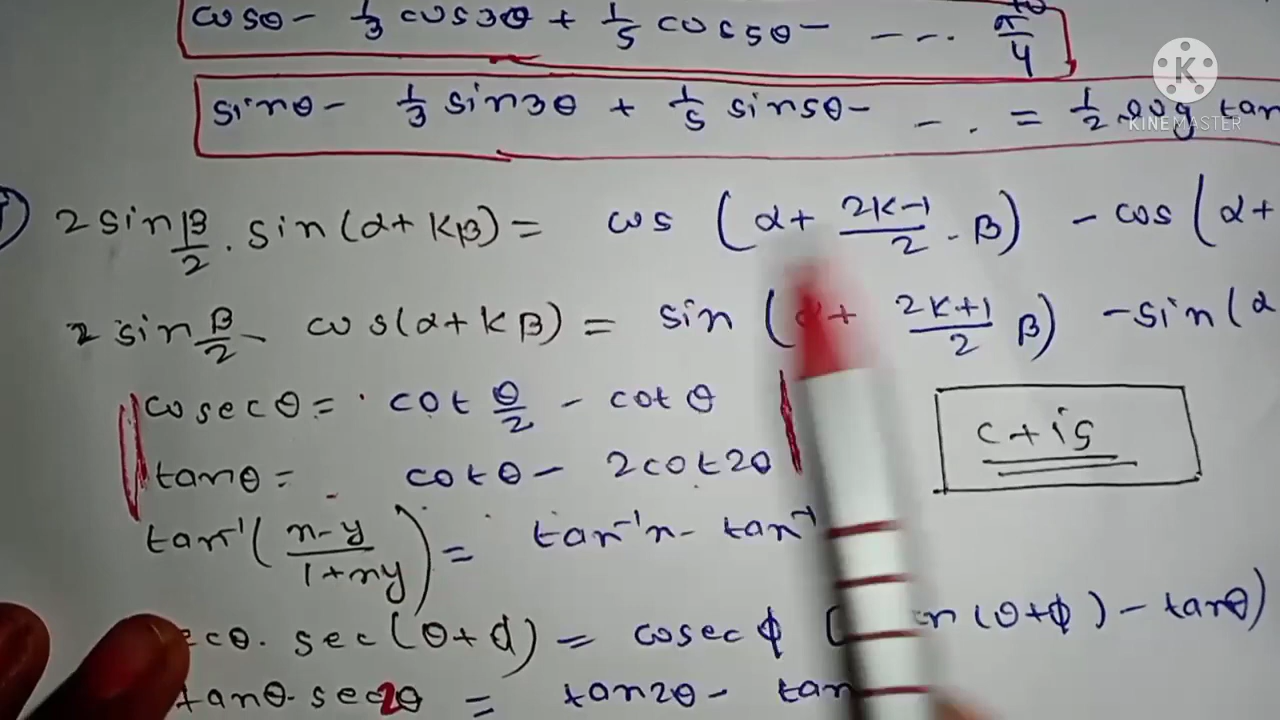 cosθ - 1/3 cos3θ + 1/5 cos5θ - ---. π/4
K
KINEMASTER
sinθ - 1/3 sin3θ + 1/5 sin5θ - -. = 1/2 log tan
2 sin β/2 . sin(α+kβ) = cos (α + 2k-1/2 . β) - cos (α+
2 sin β/2 - cos(α+kβ) = sin ( + 2k+1/2 β) - sin (α
cosecθ = cot θ/2 - cotθ
c+is
tanθ = cotθ - 2cot2θ
tan⁻¹(x-y/1+xy) = tan⁻¹x - tan⁻¹
secθ. sec(θ+ϕ) = cosec ϕ ( (θ+ϕ) - tanθ)
tanθ. sec2θ = tan2θ - tan